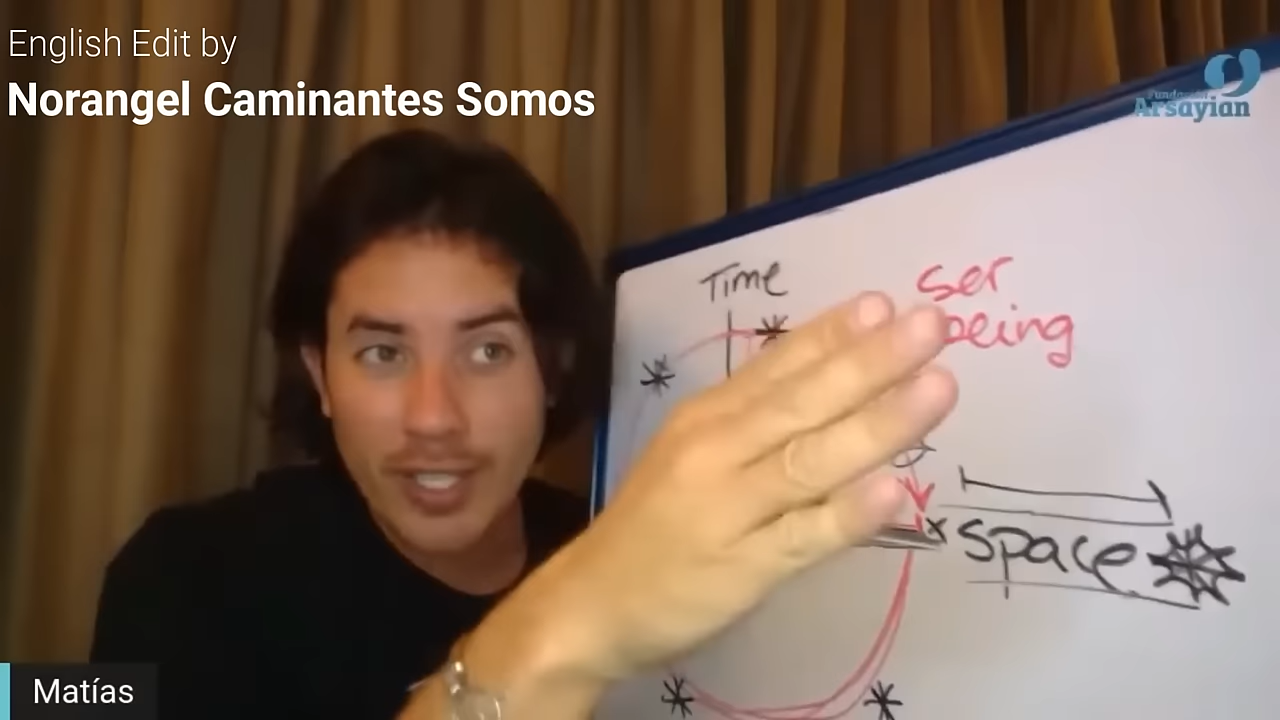 English Edit by
Norangel Caminantes Somos
Fundación
Arsayian
Time
ser
being
x space
Matías